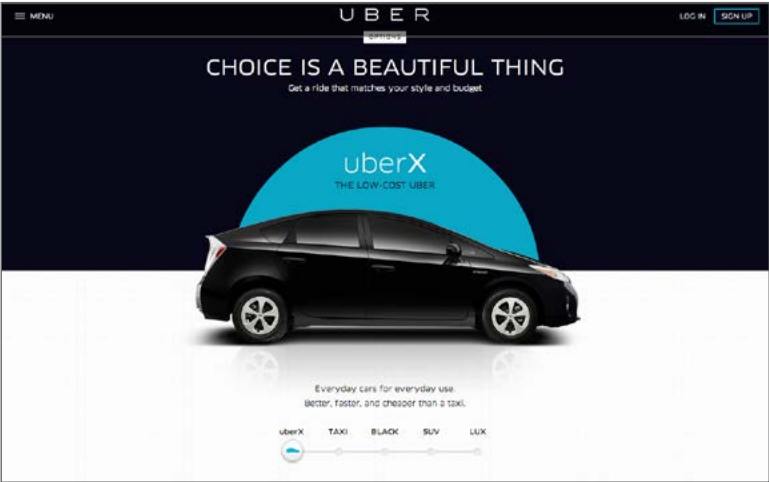 MENU
UBER
LOG IN
SIGN UP
OPTIONS
CHOICE IS A BEAUTIFUL THING
Get a ride that matches your style and budget
uberX
THE LOW-COST UBER
Everyday cars for everyday use.
Better, faster, and cheaper than a taxi.
uberX TAXI BLACK SUV LUX